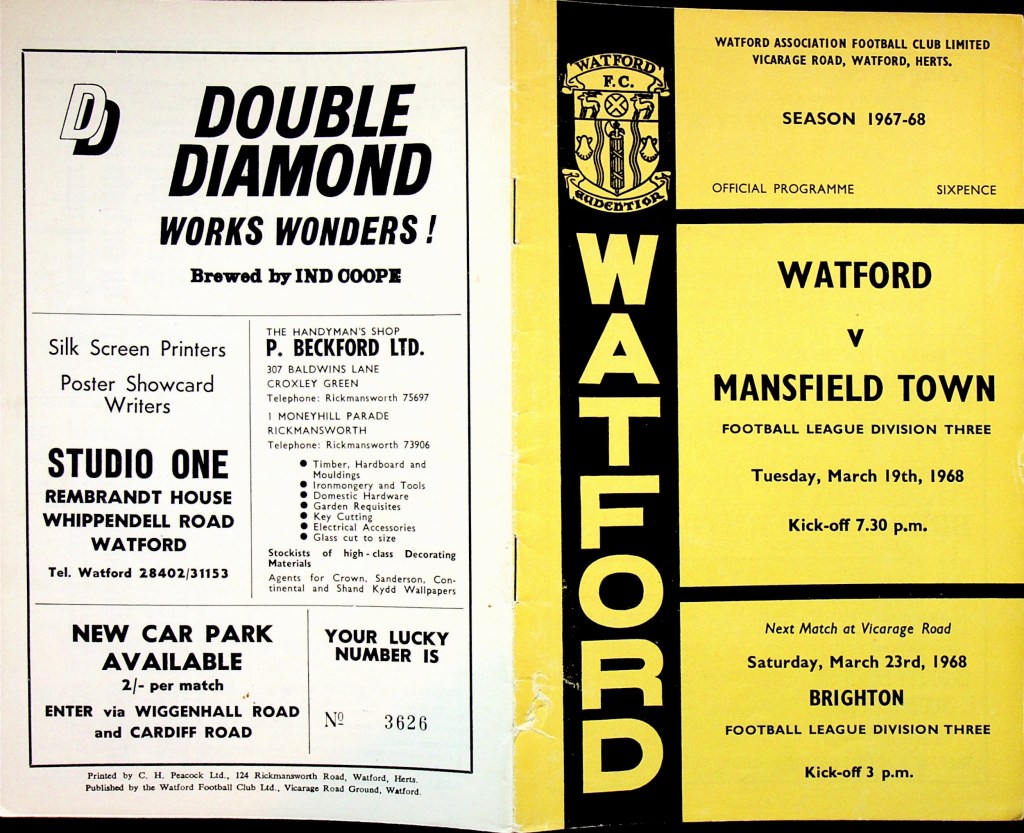 DD
DOUBLE
DIAMOND
WORKS WONDERS!
Brewed by IND COOPE
Silk Screen Printers
Poster Showcard
Writers
STUDIO ONE
REMBRANDT HOUSE
WHIPPENDELL ROAD
WATFORD
Tel. Watford 28402/31153
THE HANDYMAN'S SHOP
P. BECKFORD LTD.
307 BALDWINS LANE
CROXLEY GREEN
Telephone: Rickmansworth 75697
1 MONEYHILL PARADE
RICKMANSWORTH
Telephone: Rickmansworth 73906
● Timber, Hardboard and
Mouldings
● Ironmongery and Tools
● Domestic Hardware
● Garden Requisites
● Key Cutting
● Electrical Accessories
● Glass cut to size
Stockists of high-class Decorating
Materials
Agents for Crown, Sanderson, Con-
tinental and Shand Kydd Wallpapers
NEW CAR PARK
AVAILABLE
2/- per match
ENTER via WIGGENHALL ROAD
and CARDIFF ROAD
YOUR LUCKY
NUMBER IS
Nº 3626
Printed by C. H. Peacock Ltd., 124 Rickmansworth Road, Watford, Herts.
Published by the Watford Football Club Ltd., Vicarage Road Ground, Watford.
WATFORD
F.C.
AUDENTIOR
WATFORD
WATFORD ASSOCIATION FOOTBALL CLUB LIMITED
VICARAGE ROAD, WATFORD, HERTS.
SEASON 1967-68
OFFICIAL PROGRAMME SIXPENCE
WATFORD
v
MANSFIELD TOWN
FOOTBALL LEAGUE DIVISION THREE
Tuesday, March 19th, 1968
Kick-off 7.30 p.m.
Next Match at Vicarage Road
Saturday, March 23rd, 1968
BRIGHTON
FOOTBALL LEAGUE DIVISION THREE
Kick-off 3 p.m.